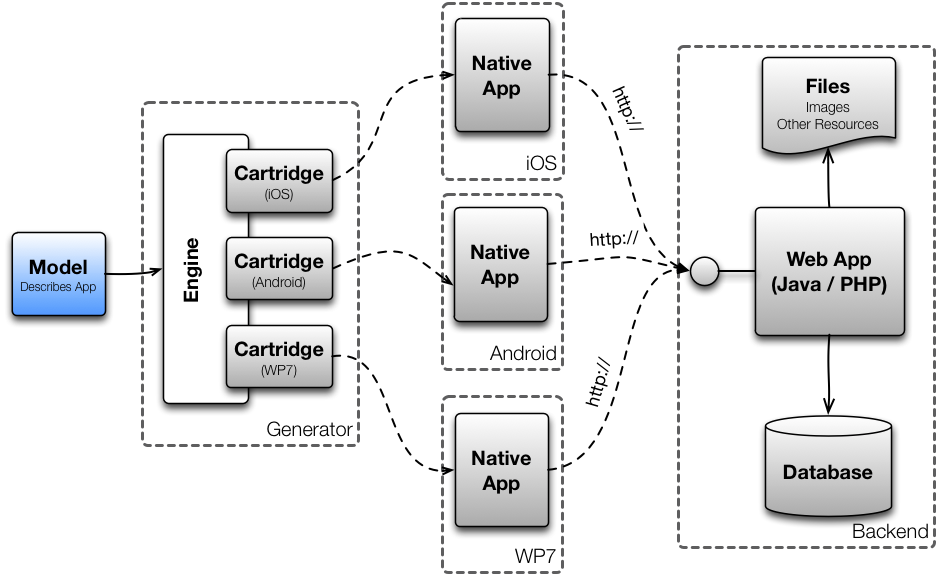 Model
Describes App
Engine
Cartridge
(iOS)
Cartridge
(Android)
Cartridge
(WP7)
Generator
Native
App
iOS
Native
App
Android
Native
App
WP7
http://
http://
http://
Files
Images
Other Resources
Web App
(Java / PHP)
Database
Backend